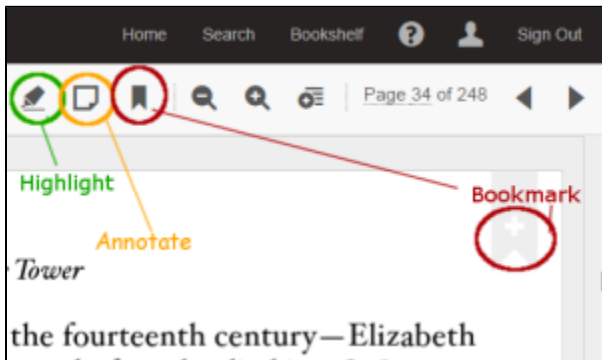 Home Search Bookshelf ? Sign Out
Page 34 of 248
Highlight
Bookmark
Annotate
Tower
the fourteenth century—Elizabeth